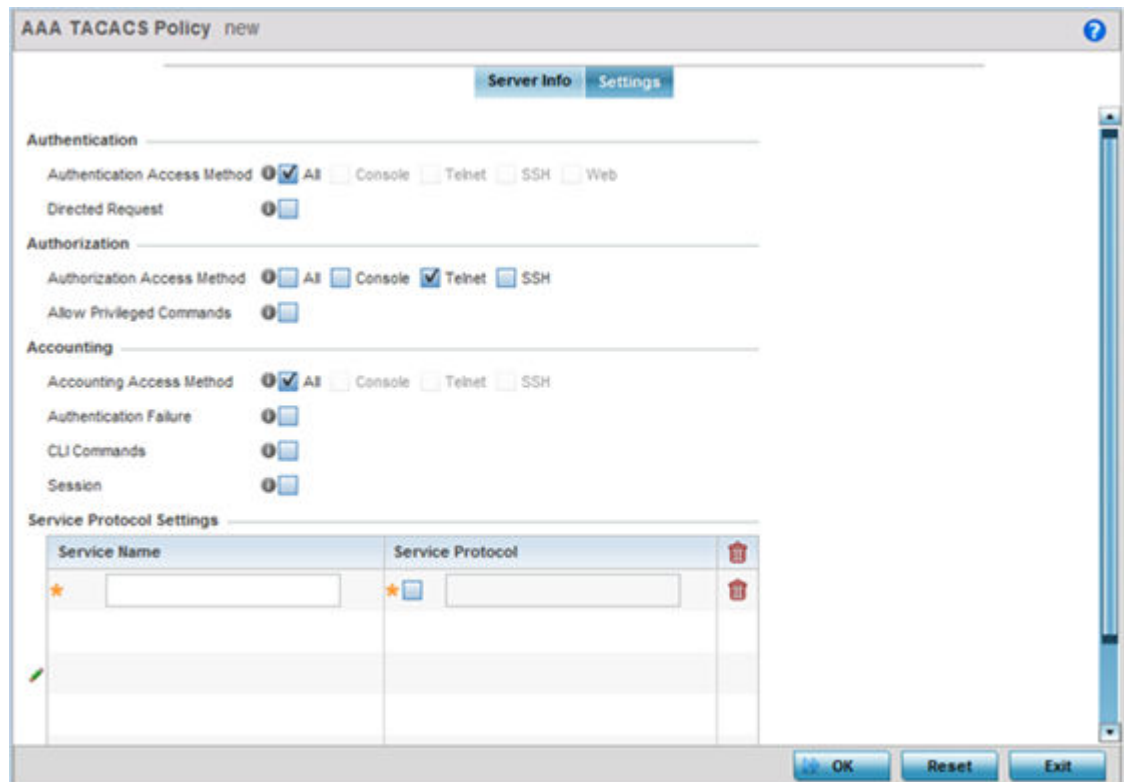 AAA TACACS Policy new
Server Info Settings
Authentication
Authentication Access Method All Console Telnet SSH Web
Directed Request
Authorization
Authorization Access Method All Console Telnet SSH
Allow Privileged Commands
Accounting
Accounting Access Method All Console Telnet SSH
Authentication Failure
CLI Commands
Session
Service Protocol Settings
Service Name Service Protocol
OK Reset Exit